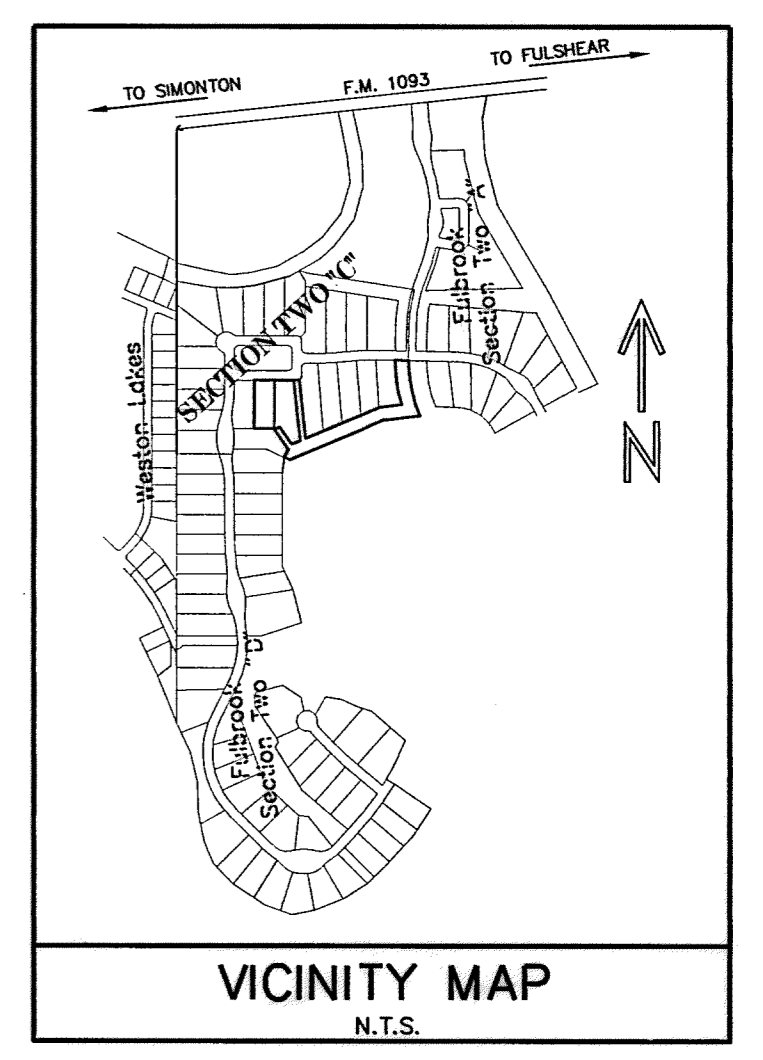 TO FULSHEAR
TO SIMONTON
F.M. 1093
Fulbrook
Section Two "A"
SECTION TWO "C"
Weston Lakes
N
Fulbrook
Section Two "D"
VICINITY MAP
N.T.S.